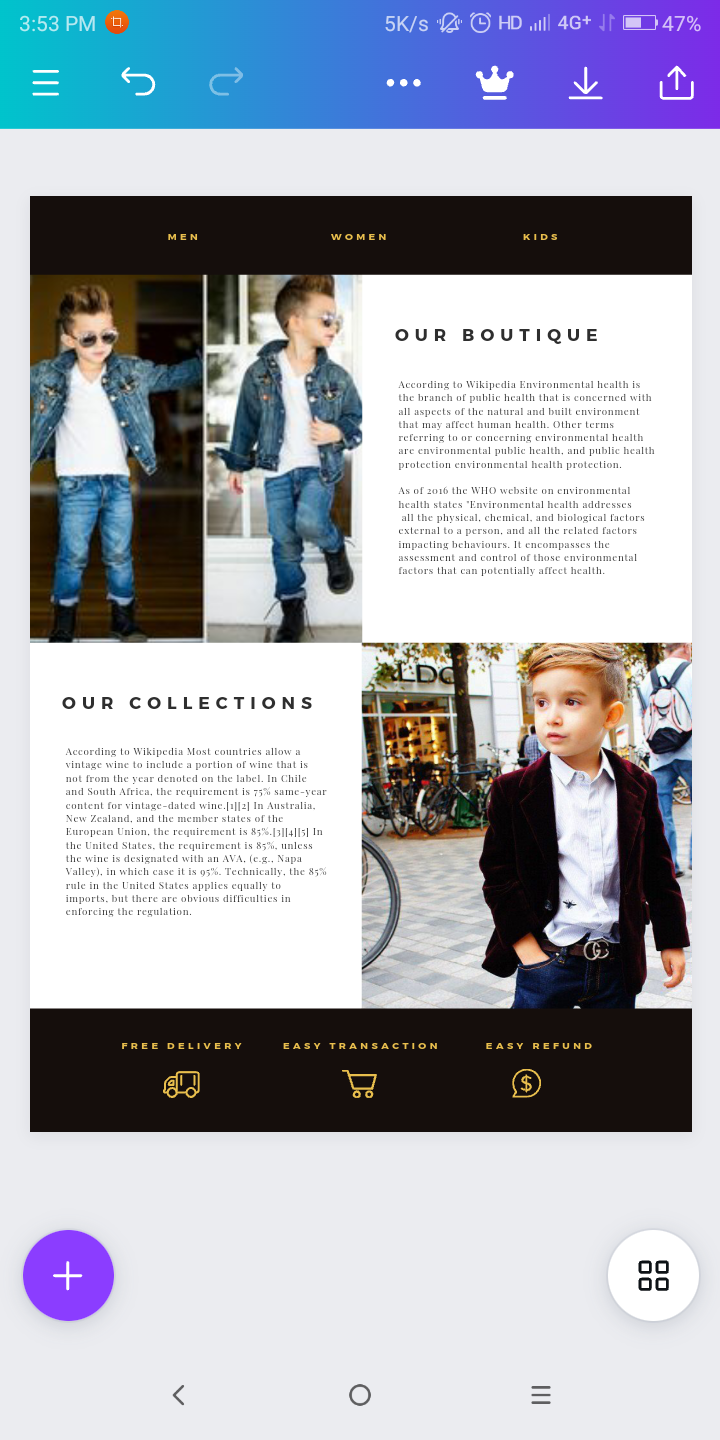 3:53 PM 5K/s HD 4G+ 47%
MEN WOMEN KIDS
OUR BOUTIQUE
According to Wikipedia Environmental health is
the branch of public health that is concerned with
all aspects of the natural and built environment
that may affect human health. Other terms
referring to or concerning environmental health
are environmental public health, and public health
protection environmental health protection.
As of 2016 the WHO website on environmental
health states "Environmental health addresses
all the physical, chemical, and biological factors
external to a person, and all the related factors
impacting behaviours. It encompasses the
assessment and control of those environmental
factors that can potentially affect health.
OUR COLLECTIONS
According to Wikipedia Most countries allow a
vintage wine to include a portion of wine that is
not from the year denoted on the label. In Chile
and South Africa, the requirement is 75% same-year
content for vintage-dated wine.[1][2] In Australia,
New Zealand, and the member states of the
European Union, the requirement is 85%.[3][4][5] In
the United States, the requirement is 85%, unless
the wine is designated with an AVA, (e.g., Napa
Valley), in which case it is 95%. Technically, the 85%
rule in the United States applies equally to
imports, but there are obvious difficulties in
enforcing the regulation.
LDO
FREE DELIVERY EASY TRANSACTION EASY REFUND